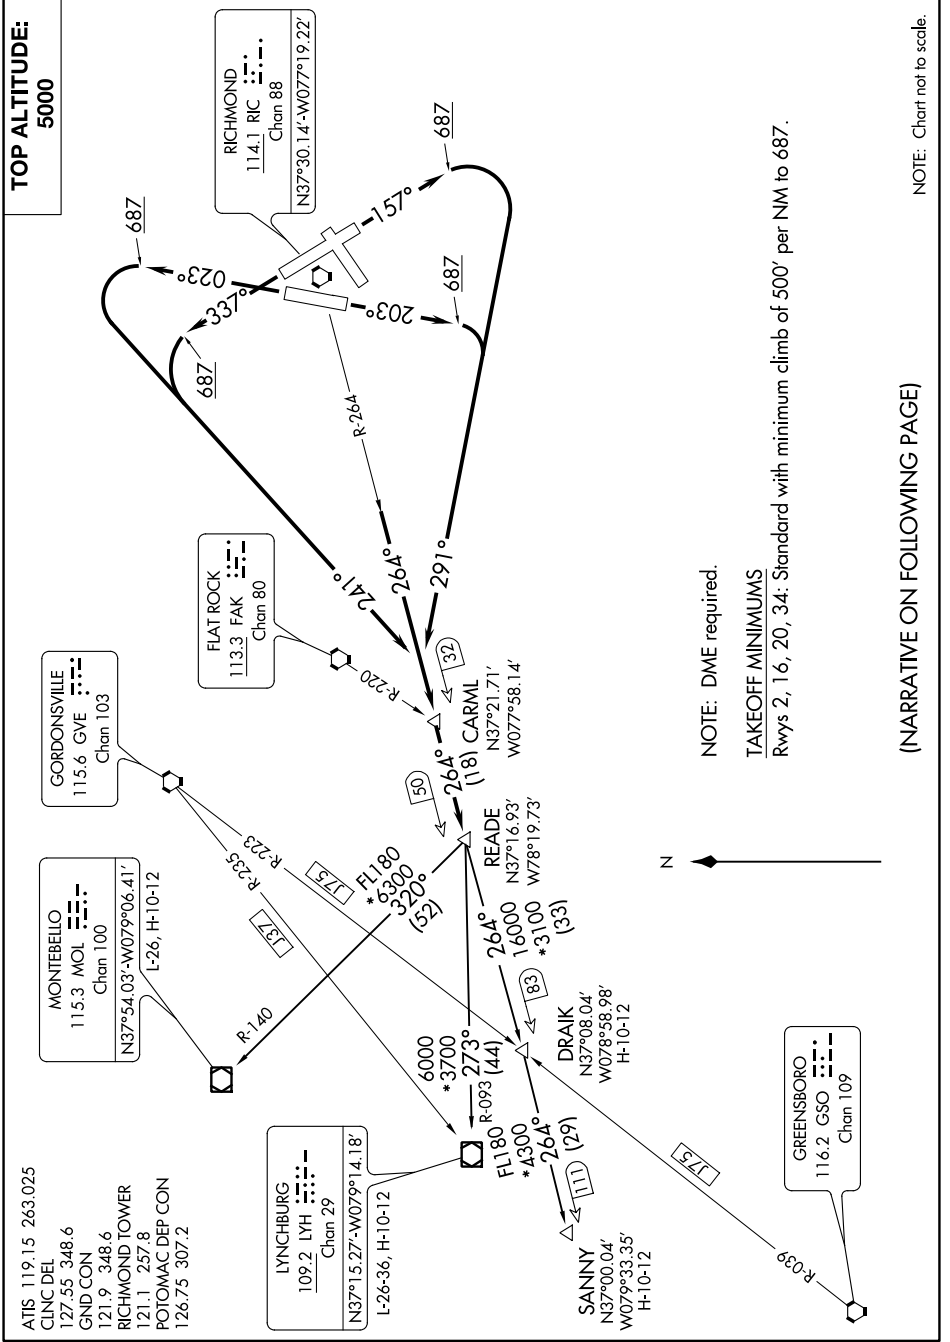 TOP ALTITUDE:
5000
ATIS 119.15 263.025
CLNC DEL
127.55 348.6
GND CON
121.9 348.6
RICHMOND TOWER
121.1 257.8
POTOMAC DEP CON
126.75 307.2
MONTEBELLO
115.3 MOL
Chan 100
N37°54.03'-W079°06.41'
L-26, H-10-12
GORDONSVILLE
115.6 GVE
Chan 103
FLAT ROCK
113.3 FAK
Chan 80
RICHMOND
114.1 RIC
Chan 88
N37°30.14'-W077°19.22'
LYNCHBURG
109.2 LYH
Chan 29
N37°15.27'-W079°14.18'
L-26-36, H-10-12
GREENSBORO
116.2 GSO
Chan 109
687
687
687
687
023°
337°
157°
203°
R-264
264°
241°
291°
R-220
32
CARML
N37°21.71'
W077°58.14'
264°
(18)
50
READE
N37°16.93'
W78°19.73'
FL180
*6300
320°
(52)
R-140
R-235
J37
R-223
J75
6000
*3700
273°
(44)
R-093
264°
16000
*3100
(33)
83
DRAIK
N37°08.04'
W078°58.98'
H-10-12
FL180
*4300
264°
(29)
111
SANNY
N37°00.04'
W079°33.35'
H-10-12
J75
R-039
N
NOTE: DME required.
TAKEOFF MINIMUMS
Rwys 2, 16, 20, 34: Standard with minimum climb of 500' per NM to 687.
(NARRATIVE ON FOLLOWING PAGE)
NOTE: Chart not to scale.